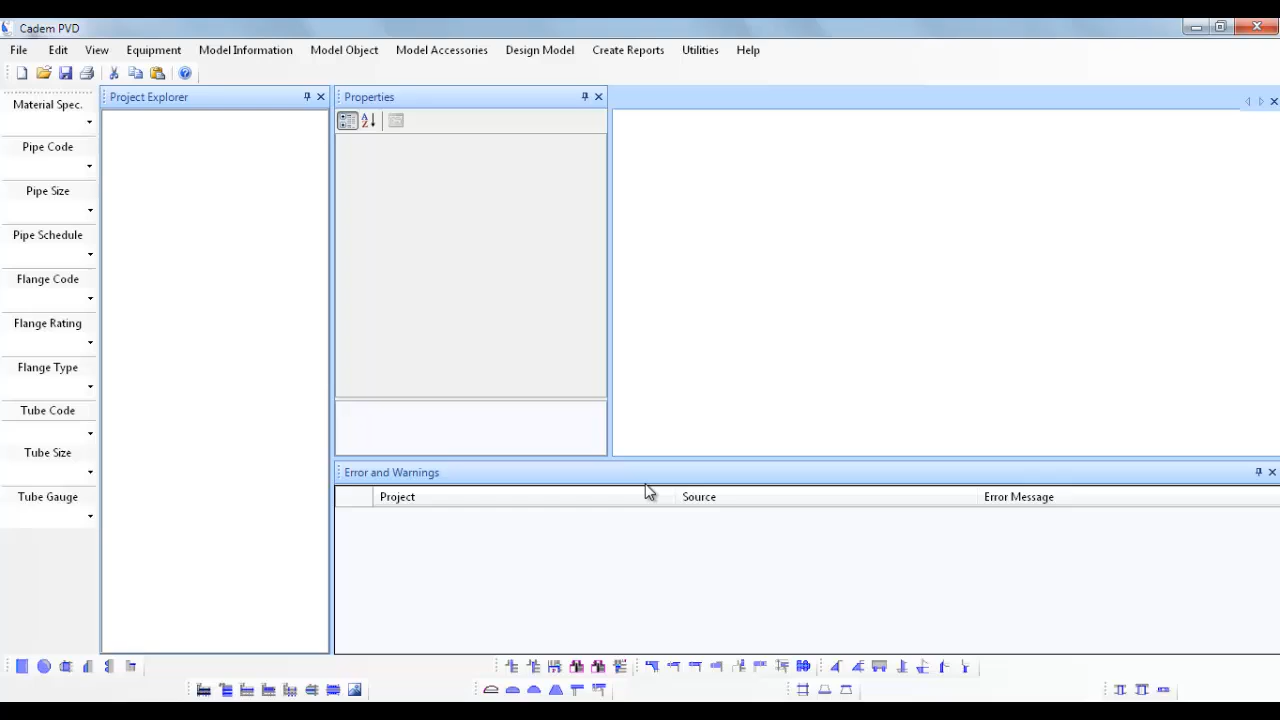 Cadem PVD
File Edit View Equipment Model Information Model Object Model Accessories Design Model Create Reports Utilities Help
Material Spec.
Pipe Code
Pipe Size
Pipe Schedule
Flange Code
Flange Rating
Flange Type
Tube Code
Tube Size
Tube Gauge
Project Explorer
Properties
Error and Warnings
Project Source Error Message